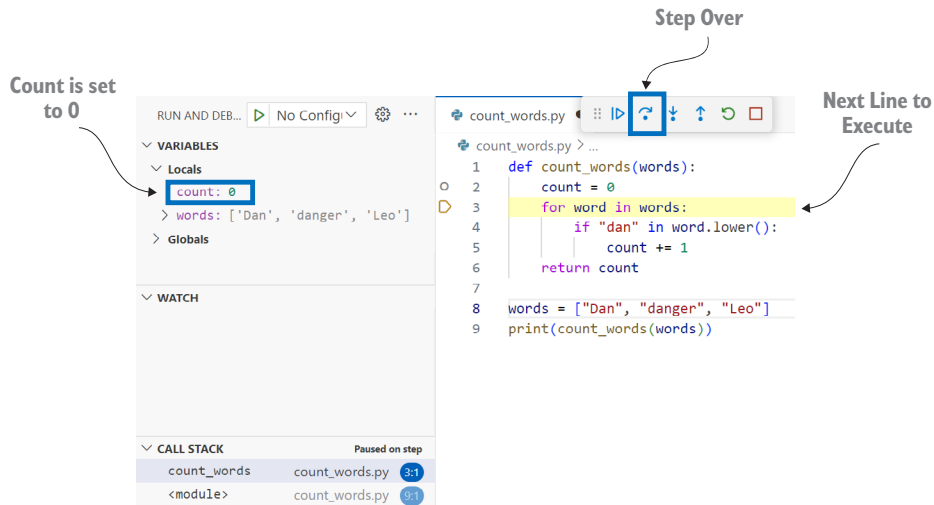 Step Over
Count is set
to 0
Next Line to
Execute
RUN AND DEB... No Config
VARIABLES
Locals
count: 0
words: ['Dan', 'danger', 'Leo']
Globals
WATCH
CALL STACK Paused on step
count_words count_words.py 3:1
<module> count_words.py 9:1
count_words.py
count_words.py > ...
1 def count_words(words):
2 count = 0
3 for word in words:
4 if "dan" in word.lower():
5 count += 1
6 return count
7
8 words = ["Dan", "danger", "Leo"]
9 print(count_words(words))